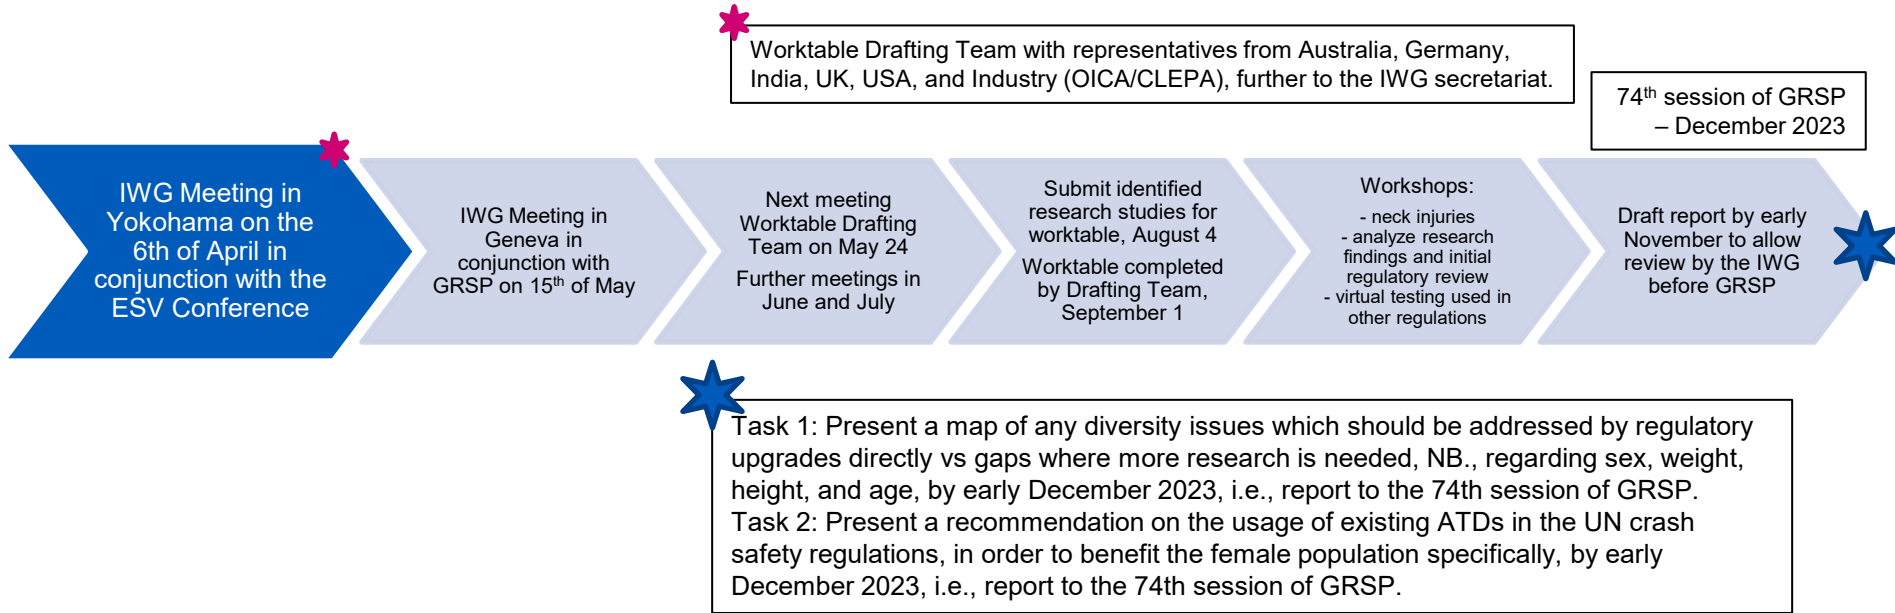 Worktable Drafting Team with representatives from Australia, Germany,
India, UK, USA, and Industry (OICA/CLEPA), further to the IWG secretariat.
74th session of GRSP
– December 2023
IWG Meeting in
Yokohama on the
6th of April in
conjunction with the
ESV Conference
IWG Meeting in
Geneva in
conjunction with
GRSP on 15th of May
Next meeting
Worktable Drafting
Team on May 24
Further meetings in
June and July
Submit identified
research studies for
worktable, August 4
Worktable completed
by Drafting Team,
September 1
Workshops:
- neck injuries
- analyze research
findings and initial
regulatory review
- virtual testing used in
other regulations
Draft report by early
November to allow
review by the IWG
before GRSP
Task 1: Present a map of any diversity issues which should be addressed by regulatory
upgrades directly vs gaps where more research is needed, NB., regarding sex, weight,
height, and age, by early December 2023, i.e., report to the 74th session of GRSP.
Task 2: Present a recommendation on the usage of existing ATDs in the UN crash
safety regulations, in order to benefit the female population specifically, by early
December 2023, i.e., report to the 74th session of GRSP.